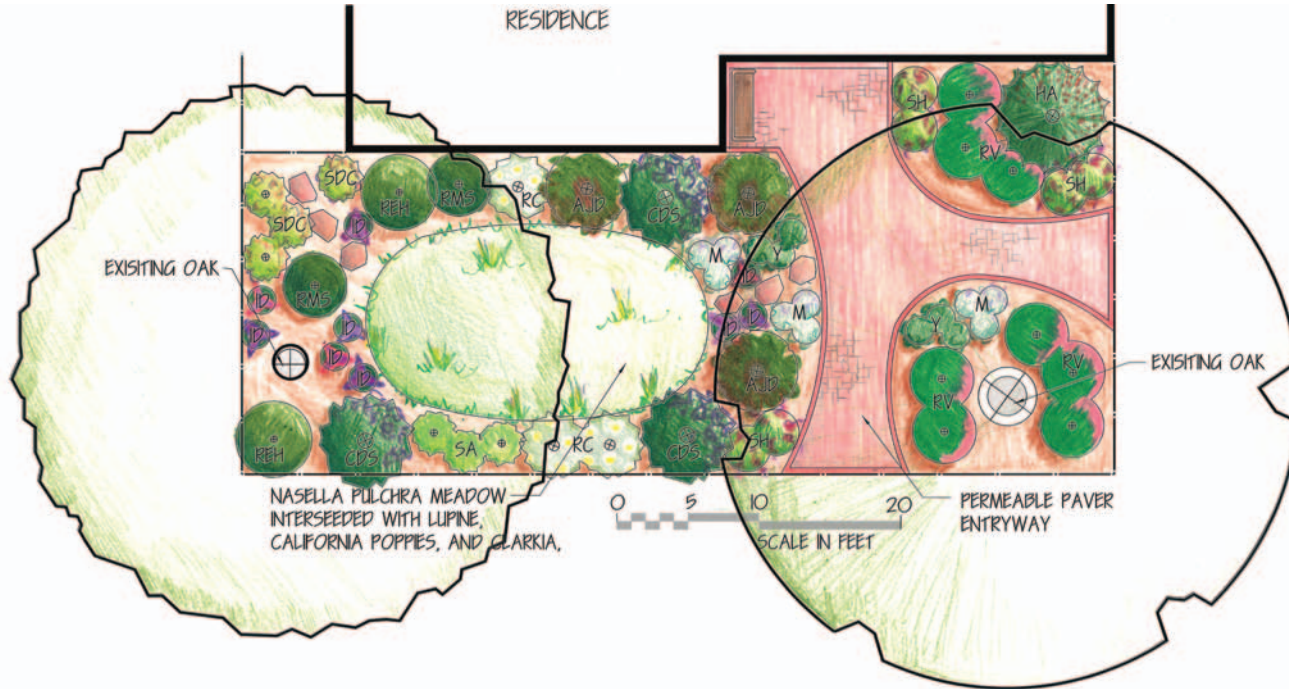 RESIDENCE
SH
HA
RV
SH
SDC
REH
RMS
RC
AJD
CDS
AJD
SDC
ID
M
Y
ID
EXISITING OAK
ID
RMS
ID
ID
ID
M
ID
ID
ID
AJD
Y
M
RV
RV
EXISITING OAK
REH
CDS
SA
RC
CDS
SH
NASELLA PULCHRA MEADOW
INTERSEEDED WITH LUPINE,
CALIFORNIA POPPIES, AND CLARKIA,
0 5 10 20
SCALE IN FEET
PERMEABLE PAVER
ENTRYWAY